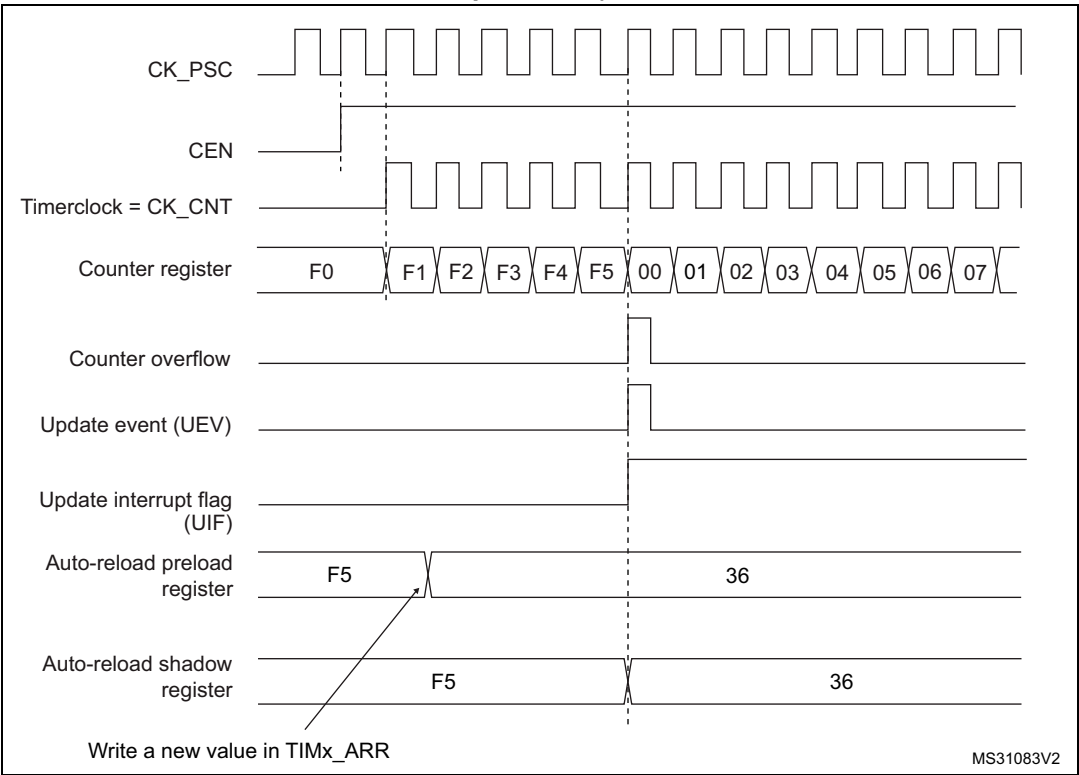 CK_PSC
CEN
Timerclock = CK_CNT
Counter register
F0 F1 F2 F3 F4 F5 00 01 02 03 04 05 06 07
Counter overflow
Update event (UEV)
Update interrupt flag
(UIF)
Auto-reload preload
register
F5 36
Auto-reload shadow
register
F5 36
Write a new value in TIMx_ARR
MS31083V2